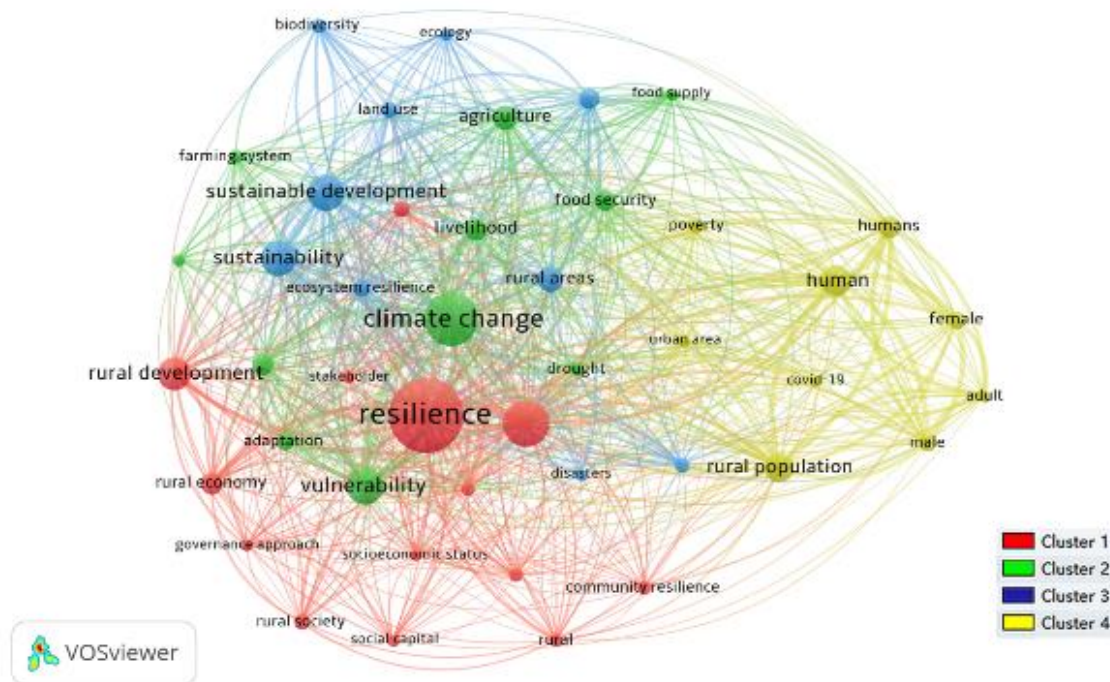 biodiversity
ecology
land use
food supply
agriculture
farming system
sustainable development
food security
livelihood
poverty
humans
sustainability
rural areas
human
ecosystem resilience
climate change
female
urban area
rural development
stakeholder
drought
covid-19
adult
resilience
adaptation
male
rural population
disasters
rural economy
vulnerability
governance approach
socioeconomic status
community resilience
rural society
social capital
rural
Cluster 1
Cluster 2
Cluster 3
Cluster 4
VOSviewer